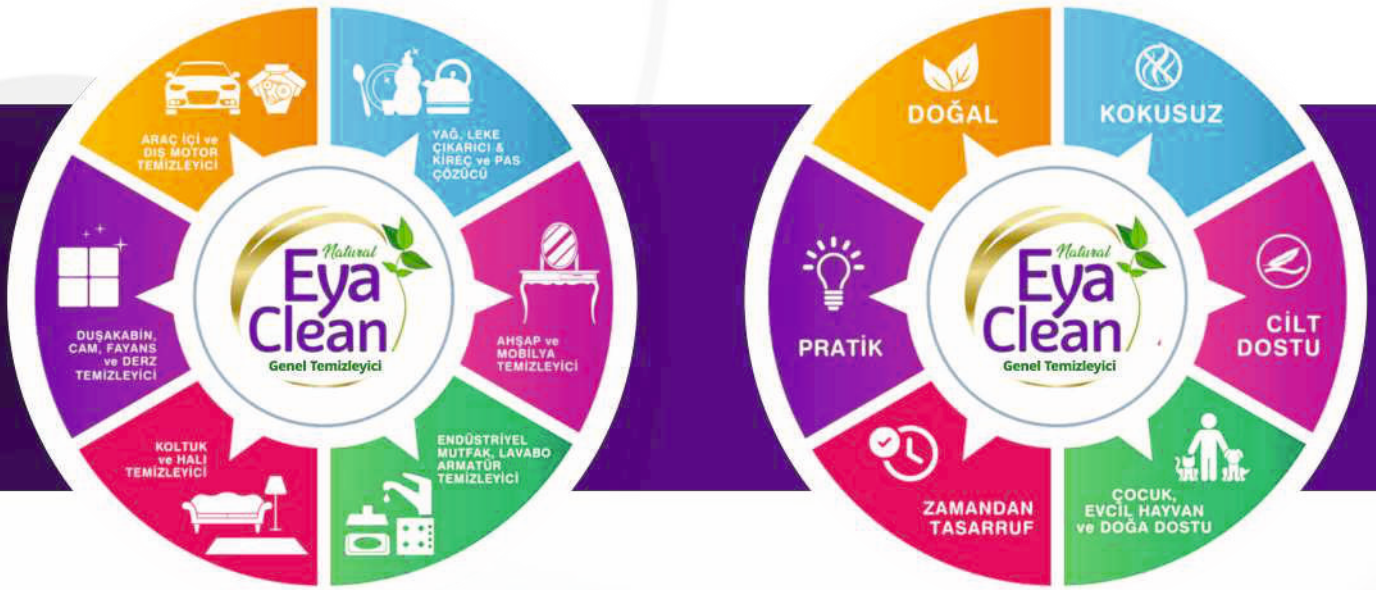 ARAÇ İÇİ ve
DIŞ MOTOR
TEMİZLEYİCİ
YAĞ, LEKE
ÇIKARICI &
KİREÇ ve PAS
ÇÖZÜCÜ
AHŞAP ve
MOBİLYA
TEMİZLEYİCİ
ENDÜSTRİYEL
MUTFAK, LAVABO
ARMATÜR
TEMİZLEYİCİ
KOLTUK
ve HALI
TEMİZLEYİCİ
DUŞAKABİN,
CAM, FAYANS
ve DERZ
TEMİZLEYİCİ
Natural
Eya
Clean
Genel Temizleyici
DOĞAL
KOKUSUZ
CİLT
DOSTU
ÇOCUK,
EVCİL HAYVAN
ve DOĞA DOSTU
ZAMANDAN
TASARRUF
PRATİK
Natural
Eya
Clean
Genel Temizleyici